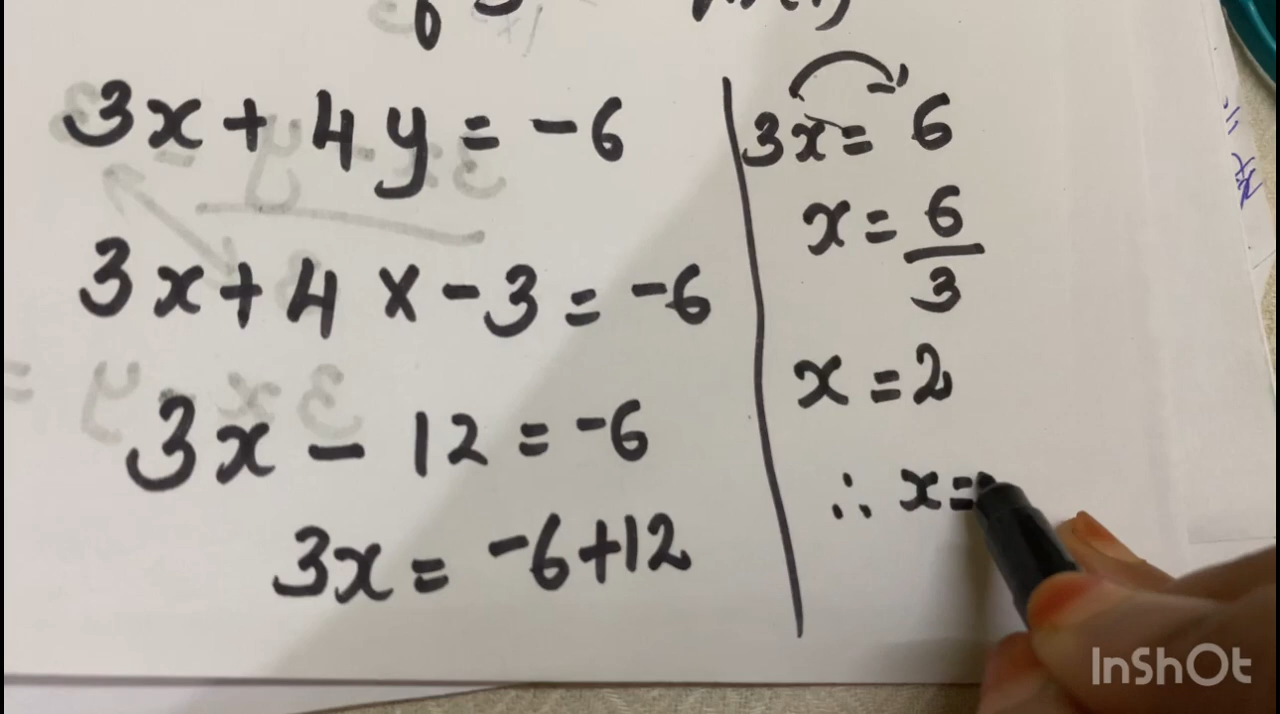 3x + 4y = -6
3x + 4 × -3 = -6
3x - 12 = -6
3x = -6+12
3x = 6
x = 6/3
x = 2
∴ x =
InShOt